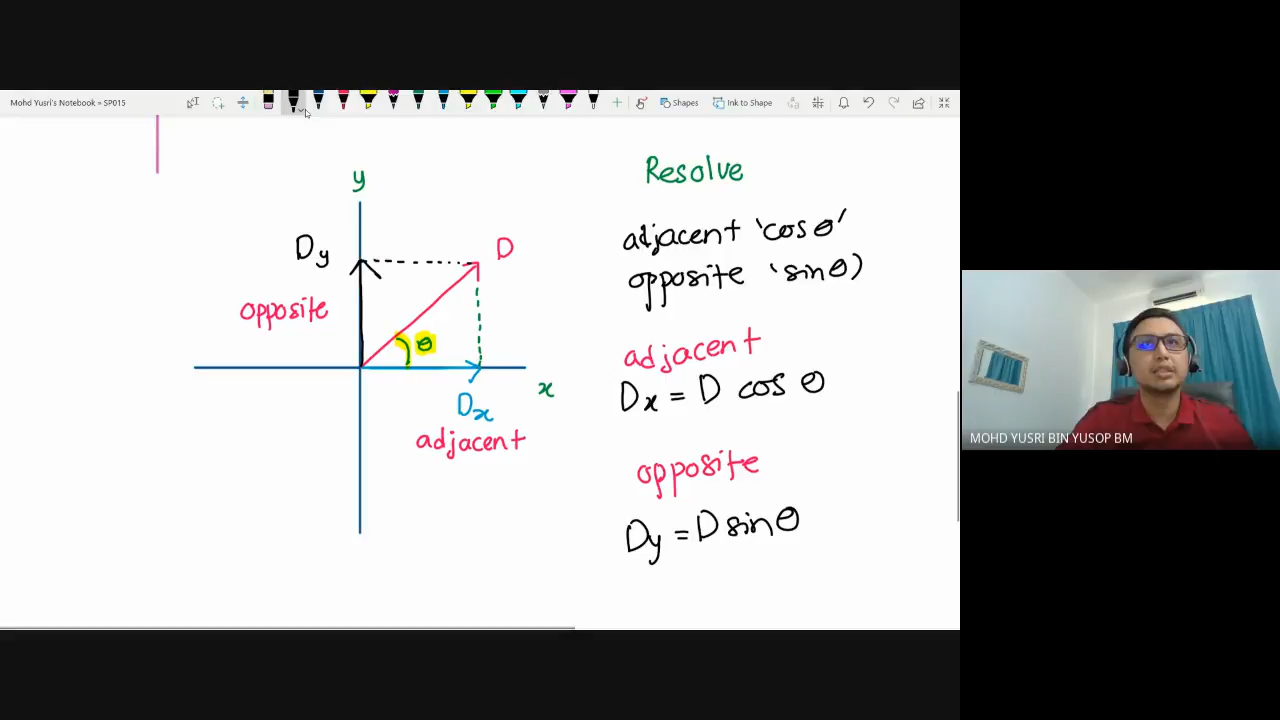 Mohd Yusri's Notebook » SP015
Shapes
Ink to Shape
Resolve
y
adjacent 'cos θ'
Dy
D
opposite 'sin θ)
opposite
θ
adjacent
x
Dx = D cos θ
Dx
adjacent
MOHD YUSRI BIN YUSOP BM
opposite
Dy = D sin θ